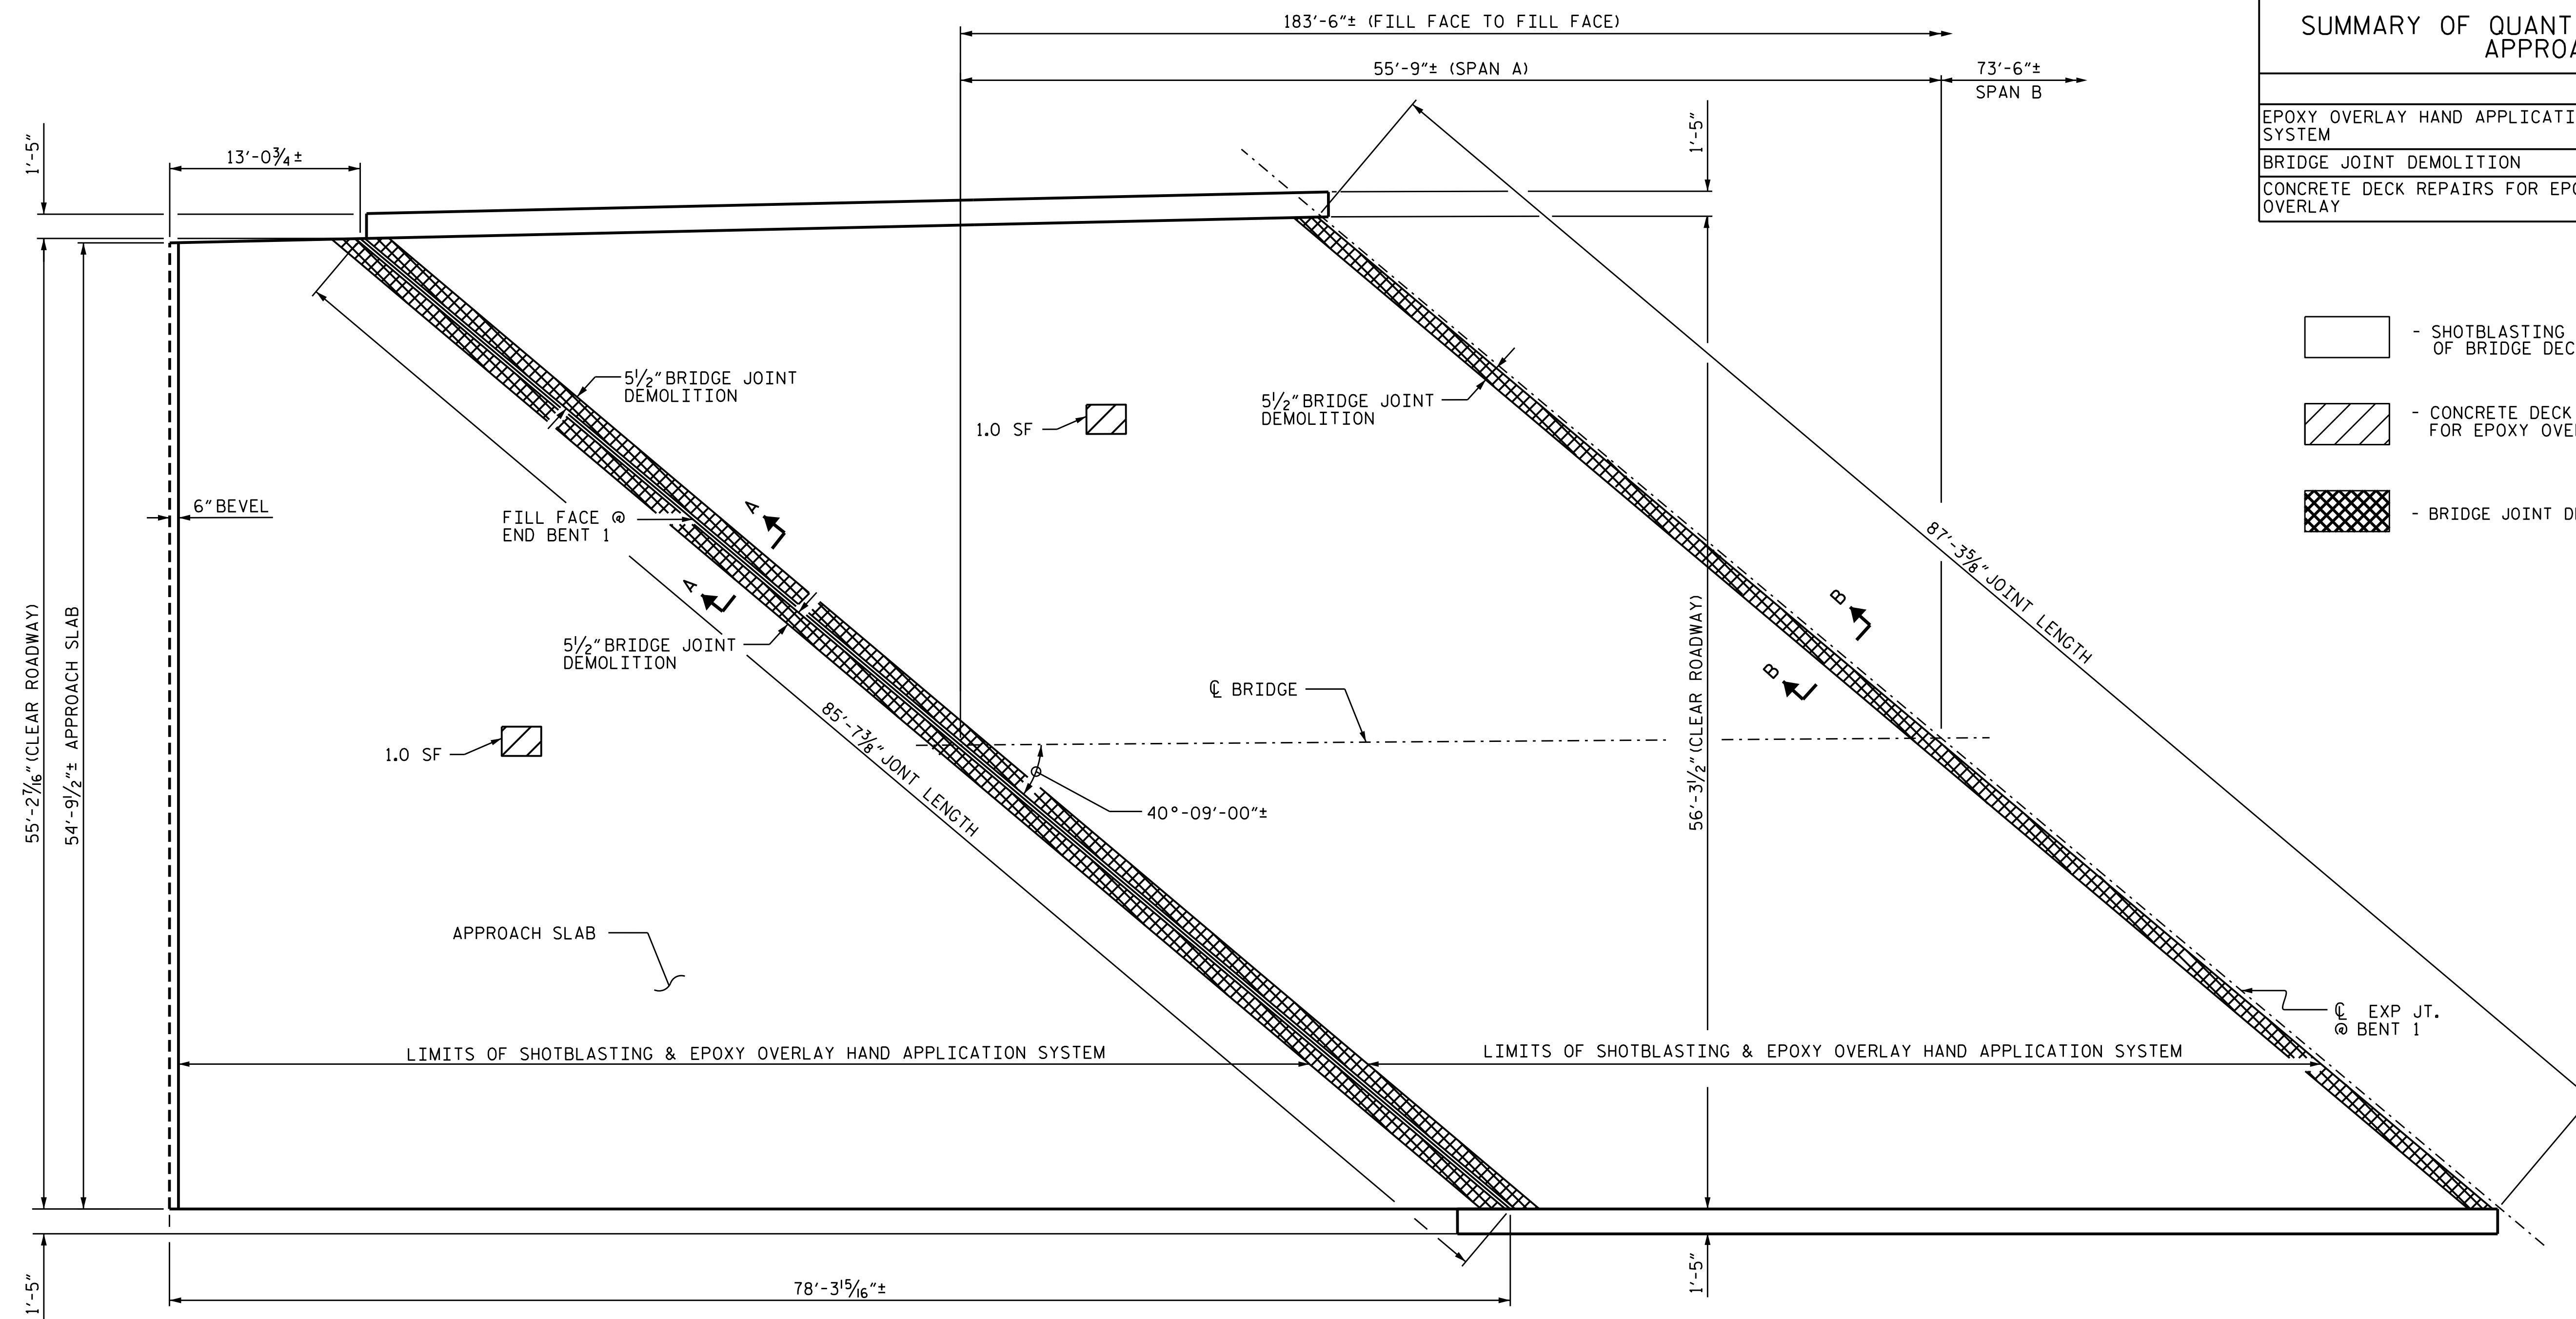 183'-6"± (FILL FACE TO FILL FACE)
55'-9"± (SPAN A)
73'-6"±
SPAN B
SUMMARY OF QUANT
APPROA
EPOXY OVERLAY HAND APPLICATI
SYSTEM
BRIDGE JOINT DEMOLITION
CONCRETE DECK REPAIRS FOR EPO
OVERLAY
1'-5"
13'-0¾±
1'-5"
- SHOTBLASTING
OF BRIDGE DEC
- CONCRETE DECK
FOR EPOXY OVE
- BRIDGE JOINT D
5½" BRIDGE JOINT
DEMOLITION
5½" BRIDGE JOINT
DEMOLITION
1.0 SF
6" BEVEL
FILL FACE @
END BENT 1
A
A
5½" BRIDGE JOINT
DEMOLITION
87'-3⅝" JOINT LENGTH
B
B
55'-2⁷⁄₁₆" (CLEAR ROADWAY)
54'-9½"± APPROACH SLAB
56'-3½" (CLEAR ROADWAY)
℄ BRIDGE
1.0 SF
85'-7⅜" JONT LENGTH
40°-09'-00"±
APPROACH SLAB
℄ EXP JT.
@ BENT 1
LIMITS OF SHOTBLASTING & EPOXY OVERLAY HAND APPLICATION SYSTEM
LIMITS OF SHOTBLASTING & EPOXY OVERLAY HAND APPLICATION SYSTEM
1'-5"
78'-3¹⁵⁄₁₆"±
1'-5"